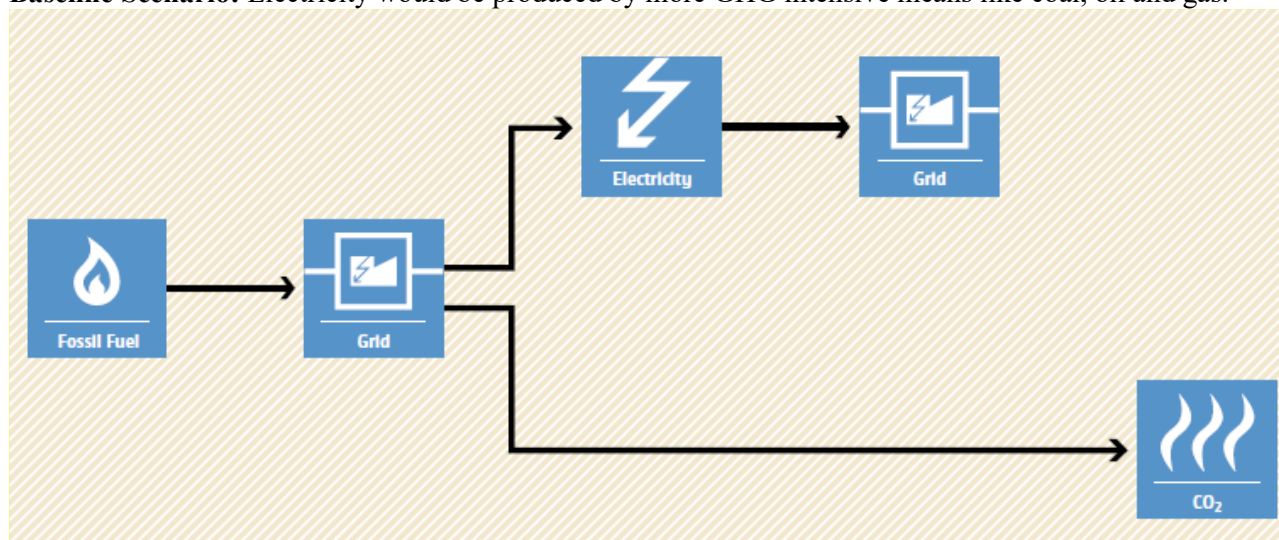 Baseline Scenario: Electricity would be produced by more GHG intensive means like coal, oil and gas.
Electricity
Grid
Fossil Fuel
Grid
CO₂